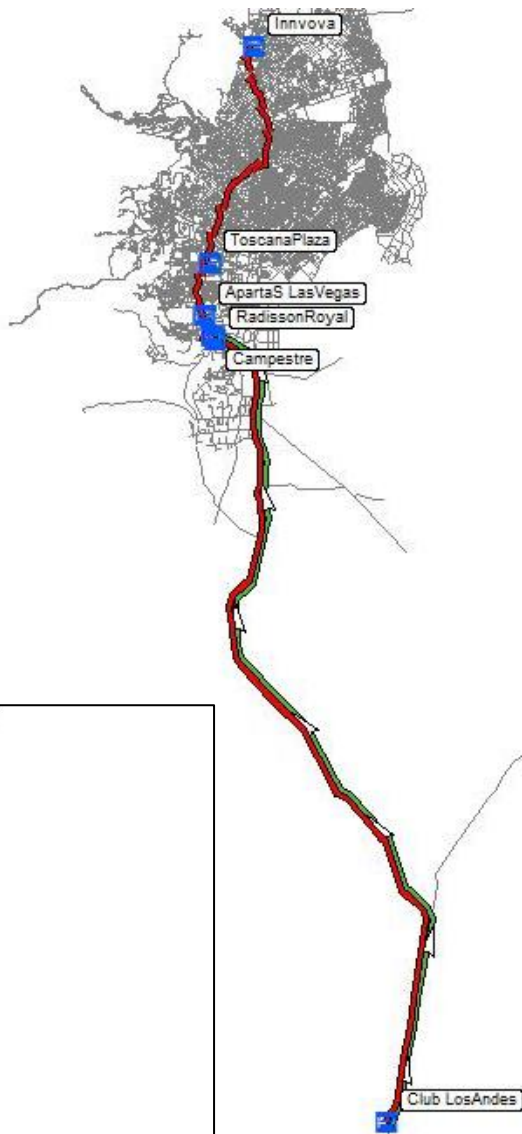 Innvova
ToscanaPlaza
ApartaS LasVegas
RadissonRoyal
Campestre
Club LosAndes